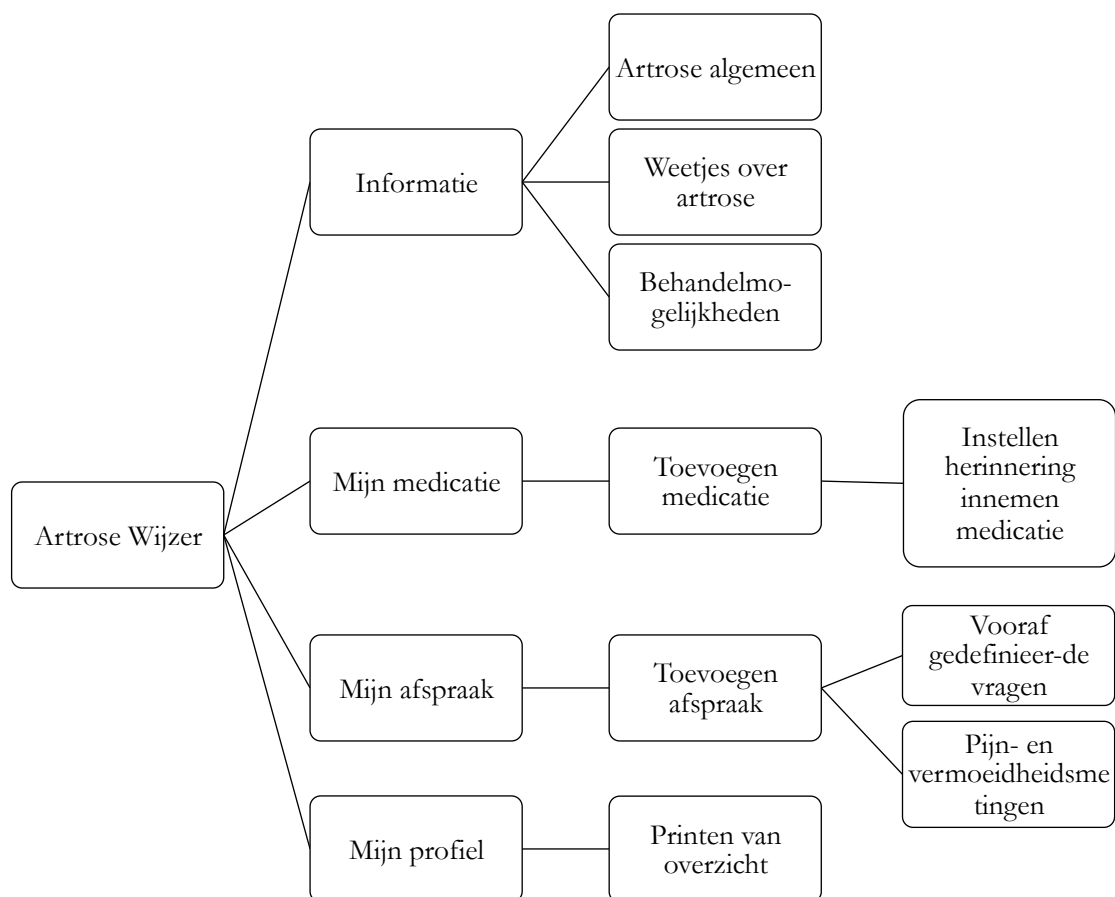 Artrose algemeen
Weetjes over
artrose
Informatie
Behandelmo-
gelijkheden
Instellen
herinnering
innemen
medicatie
Mijn medicatie
Toevoegen
medicatie
Artrose Wijzer
Vooraf
gedefinieer-de
vragen
Mijn afspraak
Toevoegen
afspraak
Pijn- en
vermoeidheidsme
tingen
Mijn profiel
Printen van
overzicht